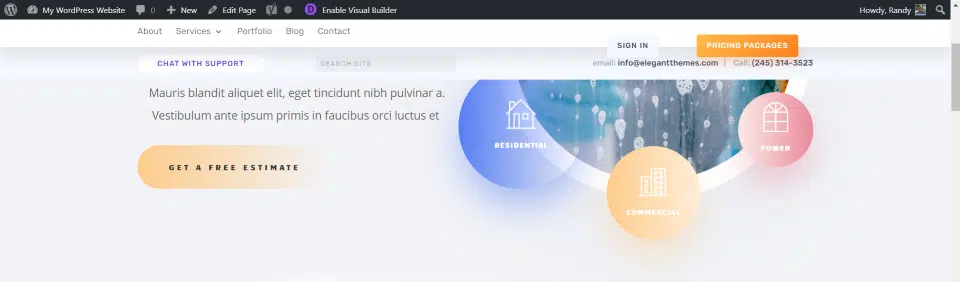 My WordPress Website 0 New Edit Page Enable Visual Builder Howdy, Randy
About Services Portfolio Blog Contact
SIGN IN PRICING PACKAGES
CHAT WITH SUPPORT SEARCH SITE email: info@elegantthemes.com | Call: (245) 314-3523
Mauris blandit aliquet elit, eget tincidunt nibh pulvinar a.
Vestibulum ante ipsum primis in faucibus orci luctus et
GET A FREE ESTIMATE
RESIDENTIAL
POWER
COMMERCIAL